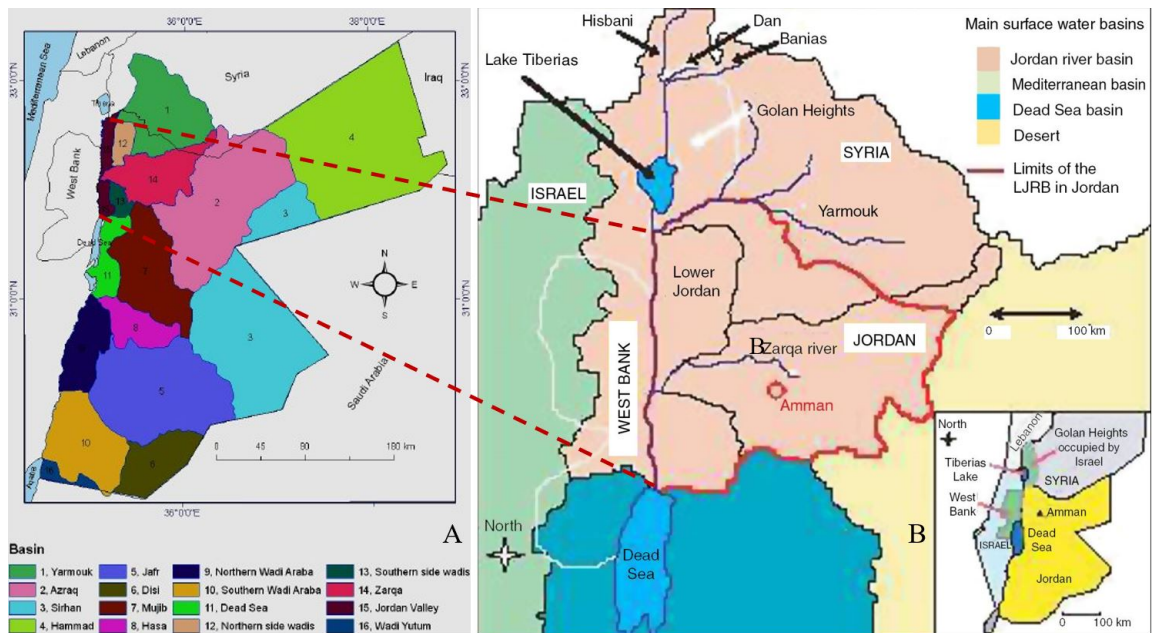 36°0'0"E
38°0'0"E
33°0'0"N
33°0'0"N
31°0'0"N
31°0'0"N
36°0'0"E
Mediterranean Sea
Lebanon
Syria
Iraq
West Bank
Dead Sea
Saudi Arabia
Aqaba
1
12
4
14
2
13
3
11
7
8
3
5
10
6
16
N
W E
S
0 45 90 180 km
A
Basin
1, Yarmouk
2, Azraq
3, Sirhan
4, Hammad
5, Jafr
6, Disi
7, Mujib
8, Hasa
9, Northern Wadi Araba
10, Southern Wadi Araba
11, Dead Sea
12, Northern side wadis
13, Southern side wadis
14, Zarqa
15, Jordan Valley
16, Wadi Yutum
Hisbani
Dan
Banias
Lake Tiberias
Golan Heights
SYRIA
ISRAEL
Yarmouk
Lower
Jordan
WEST BANK
B
Zarqa river
JORDAN
Amman
North
Dead
Sea
0 100 km
Main surface water basins
Jordan river basin
Mediterranean basin
Dead Sea basin
Desert
Limits of the
LJRB in Jordan
B
North
Lebanon
Golan Heights
occupied by
Israel
Tiberias
Lake
SYRIA
West
Bank
Amman
ISRAEL
Dead
Sea
Jordan
0 100 km